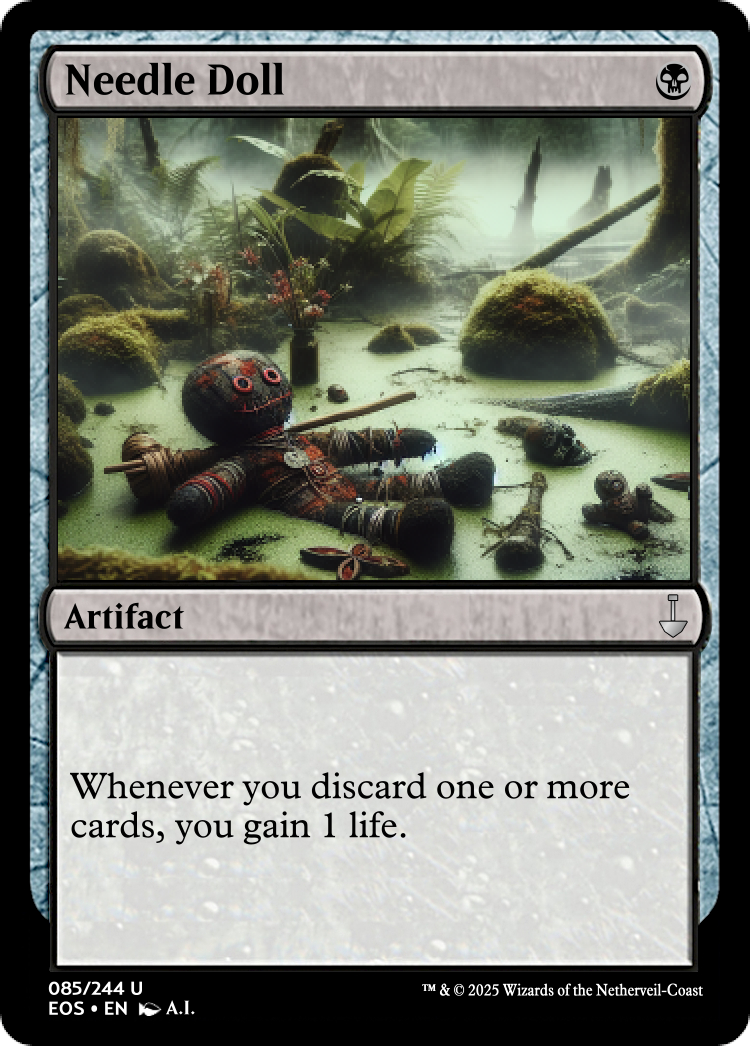 Needle Doll
Artifact
Whenever you discard one or more
cards, you gain 1 life.
085/244 U
™ & © 2025 Wizards of the Netherveil-Coast
EOS • EN A.I.